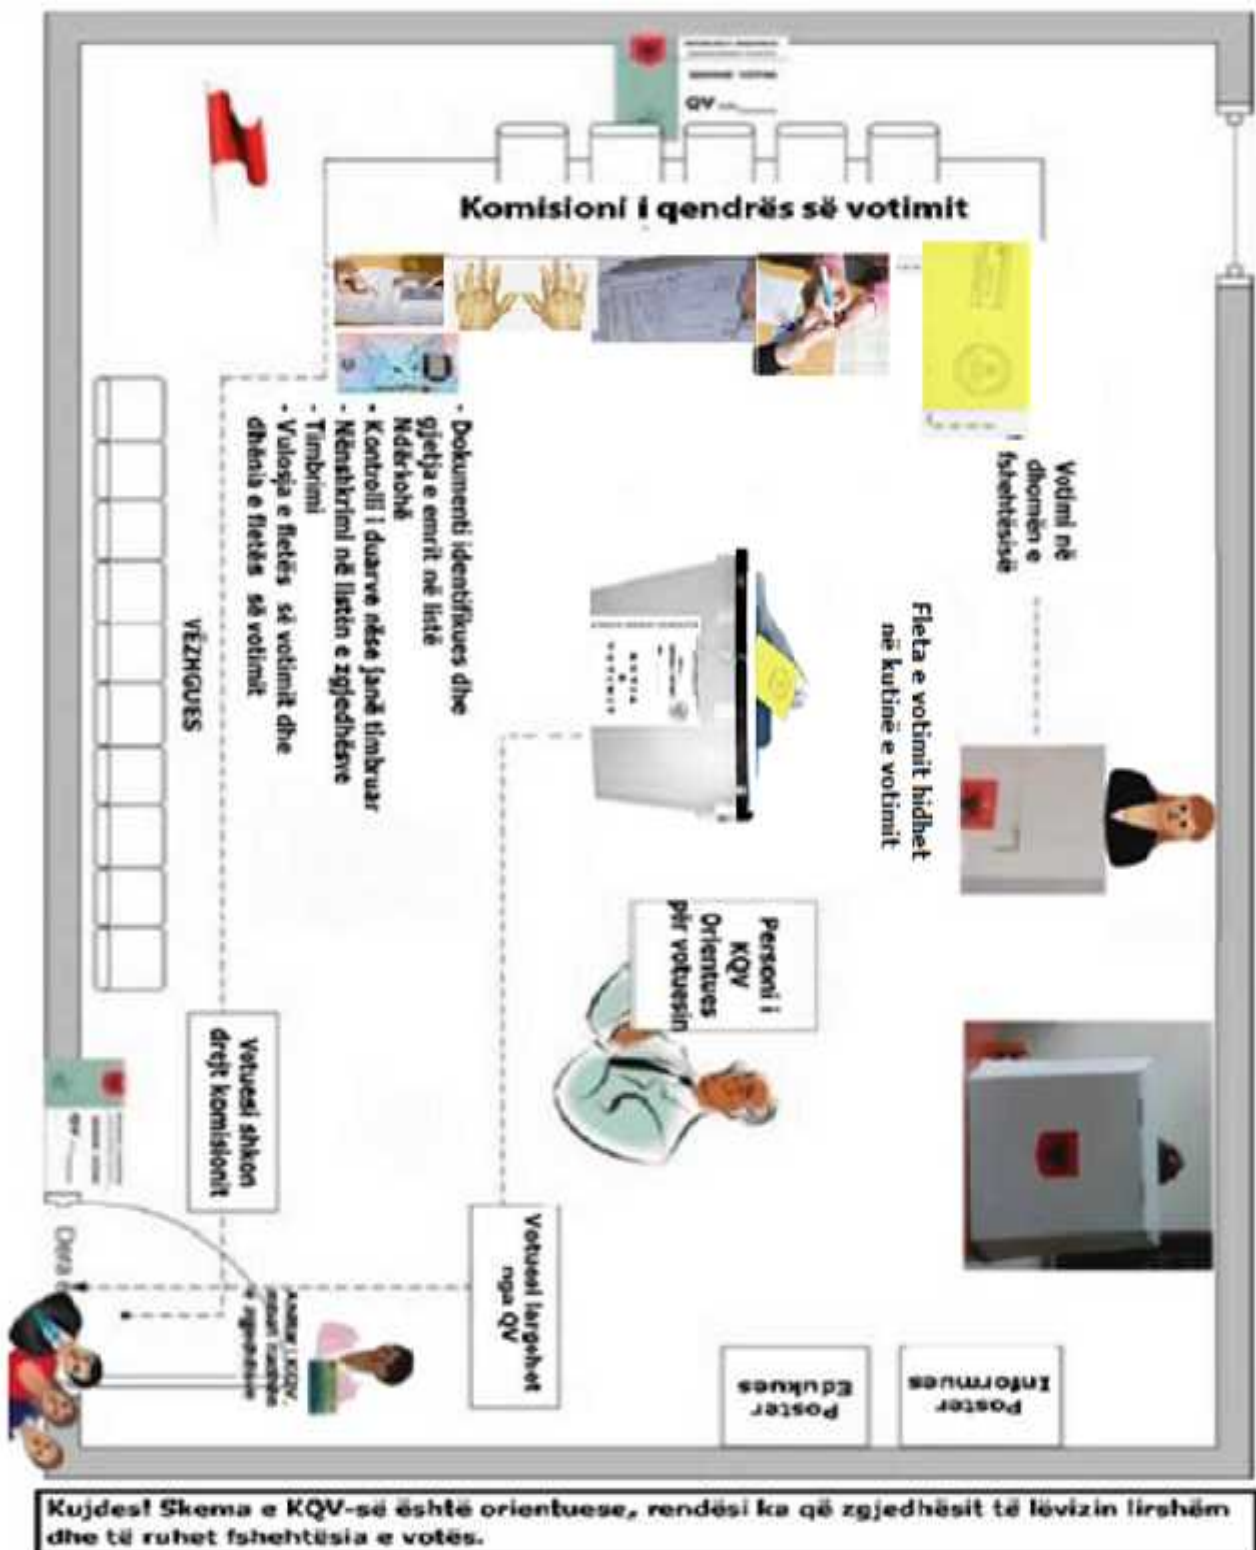 QV
Komisioni i qendrës së votimit
- Dokumenti identifikues dhe
gjetja e emrit në listë
Ndërkohë
• Kontrolli i duarve nëse janë timbruar
- Nënshkrimi në listën e zgjedhësve
- Timbrimi
• Vulosja e fletës së votimit dhe
dhënia e fletës së votimit
Votimi në
dhomën e
fshehtësisë
Fleta e votimit hidhet
në kutinë e votimit
KUTIA
E
VOTIMIT
Personi i
KQV
Orientues
për votuesin
VËZHGUES
Votuesi shkon
drejt komisionit
Votuesi largohet
nga QV
QV
Dera e
Poster
Edukues
Poster
Informues
Kujdes! Skema e KQV-së është orientuese, rendësi ka që zgjedhësit të lëvizin lirshëm
dhe të ruhet fshehtësia e votës.